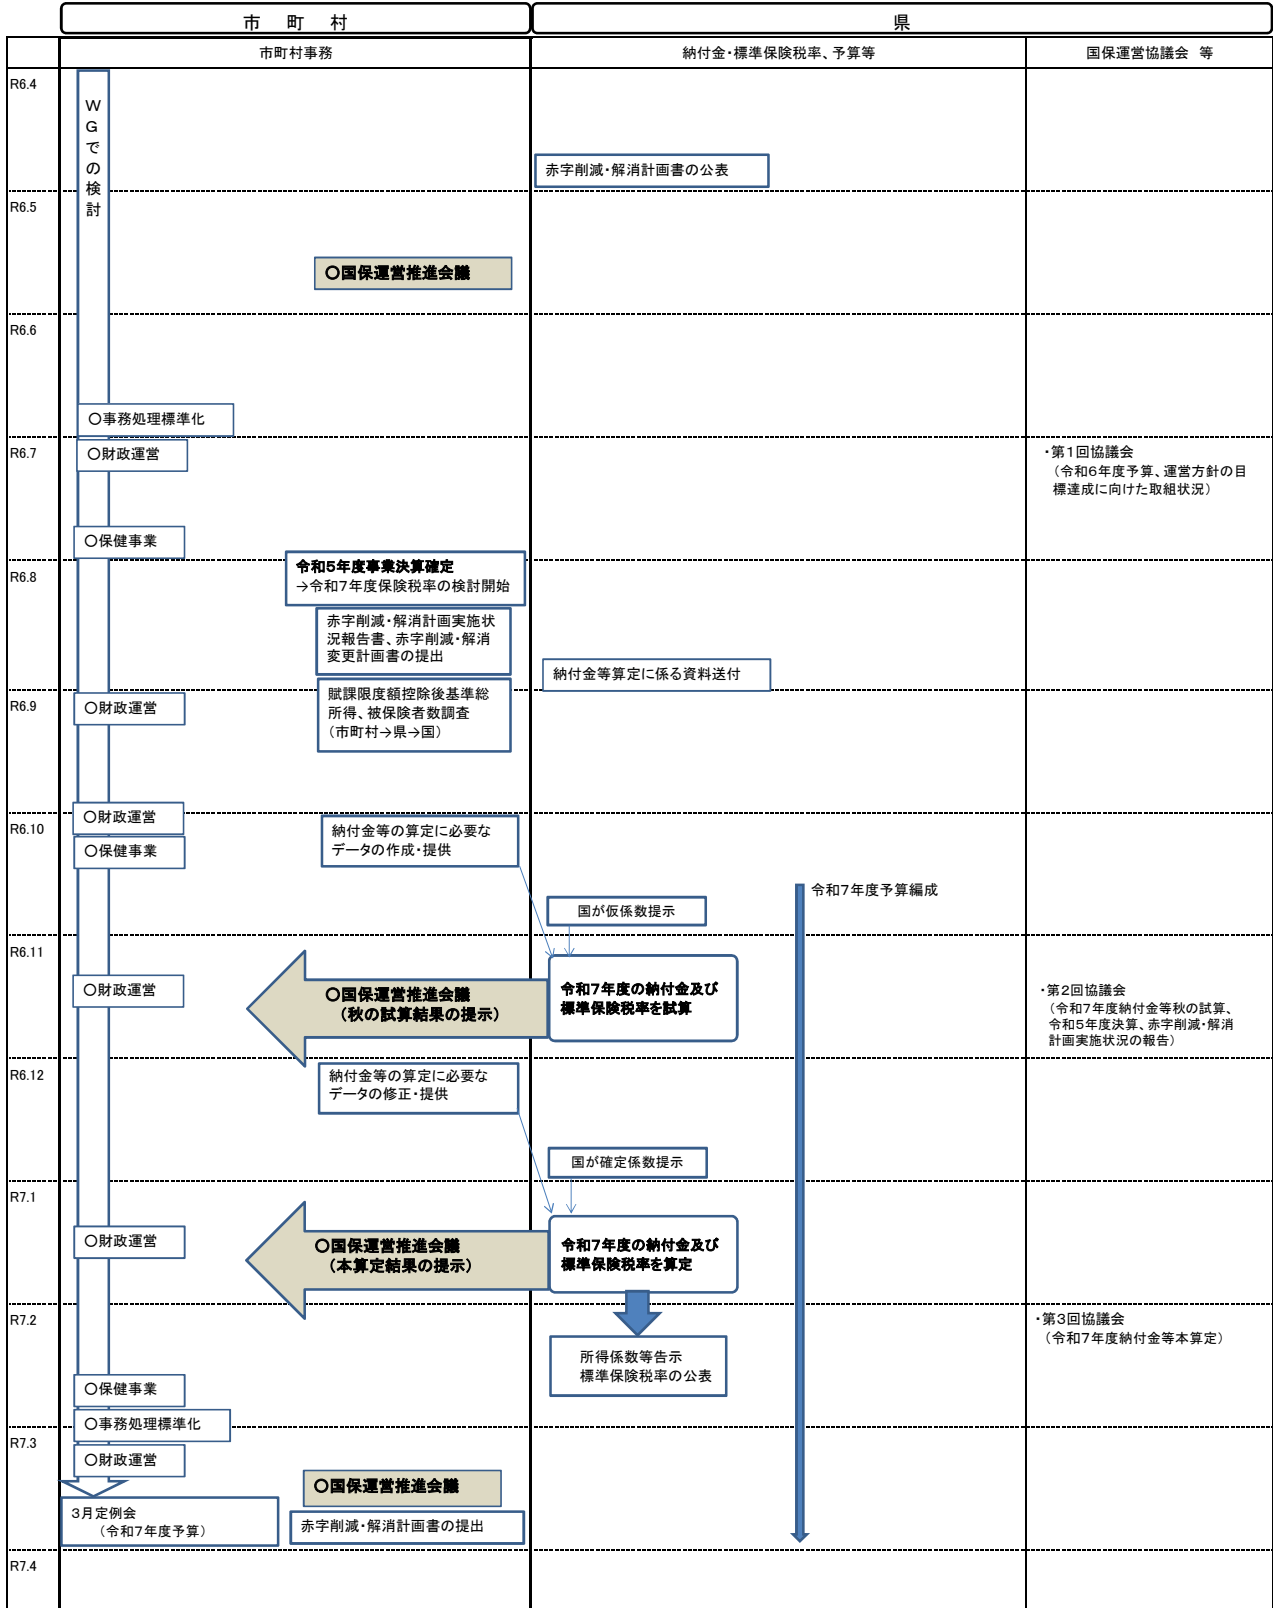 市　町　村
県
市町村事務
納付金・標準保険税率、予算等
国保運営協議会　等
R6.4
WGでの検討
赤字削減・解消計画書の公表
R6.5
〇国保運営推進会議
R6.6
〇事務処理標準化
R6.7
〇財政運営
・第1回協議会
（令和6年度予算、運営方針の目
標達成に向けた取組状況）
〇保健事業
R6.8
令和5年度事業決算確定
→令和7年度保険税率の検討開始
赤字削減・解消計画実施状
況報告書、赤字削減・解消
変更計画書の提出
納付金等算定に係る資料送付
R6.9
〇財政運営
賦課限度額控除後基準総
所得、被保険者数調査
（市町村→県→国）
〇財政運営
R6.10
〇保健事業
納付金等の算定に必要な
データの作成・提供
令和7年度予算編成
国が仮係数提示
R6.11
〇財政運営
〇国保運営推進会議
（秋の試算結果の提示）
令和7年度の納付金及び
標準保険税率を試算
・第2回協議会
（令和7年度納付金等秋の試算、
令和5年度決算、赤字削減・解消
計画実施状況の報告）
R6.12
納付金等の算定に必要な
データの修正・提供
国が確定係数提示
R7.1
〇財政運営
〇国保運営推進会議
（本算定結果の提示）
令和7年度の納付金及び
標準保険税率を算定
R7.2
・第3回協議会
（令和7年度納付金等本算定）
所得係数等告示
標準保険税率の公表
〇保健事業
〇事務処理標準化
R7.3
〇財政運営
〇国保運営推進会議
3月定例会
（令和7年度予算）
赤字削減・解消計画書の提出
R7.4